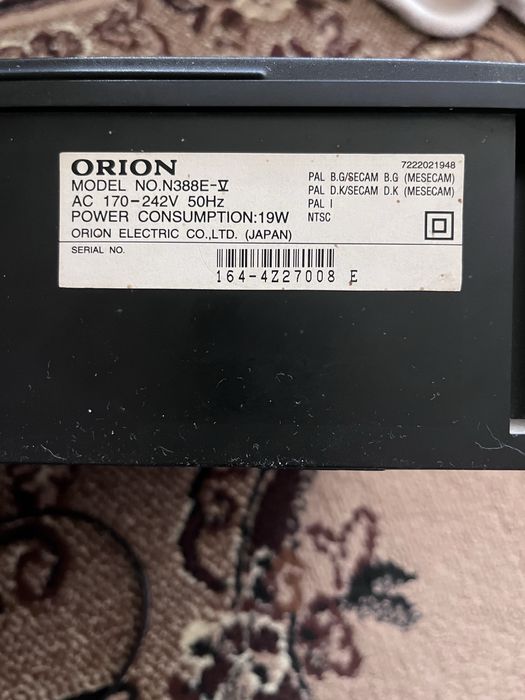 ORION
MODEL NO.N388E-V
AC 170-242V 50Hz
POWER CONSUMPTION:19W
ORION ELECTRIC CO.,LTD. (JAPAN)
7222021948
PAL B.G/SECAM B.G (MESECAM)
PAL D.K/SECAM D.K (MESECAM)
PAL I
NTSC
SERIAL NO.
164-4Z27008 E